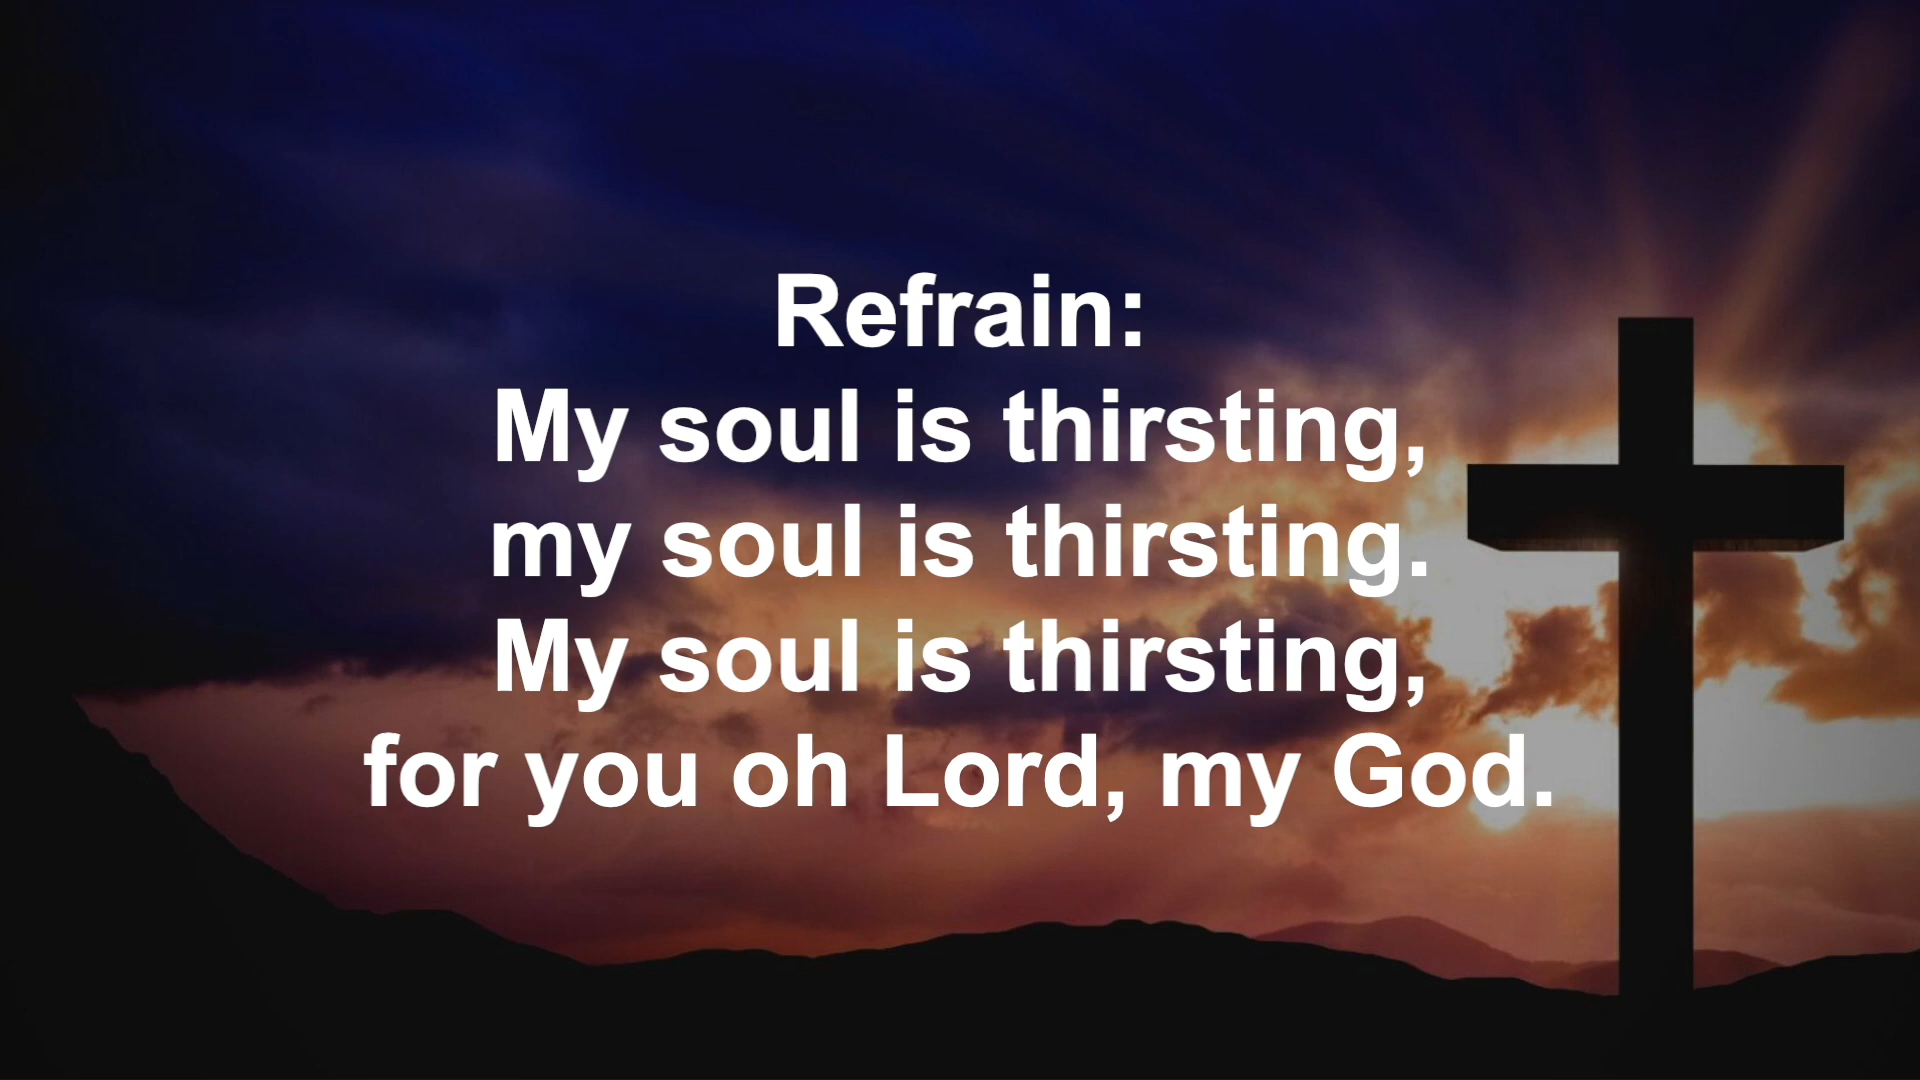 Refrain:
My soul is thirsting,
my soul is thirsting.
My soul is thirsting,
for you oh Lord, my God.